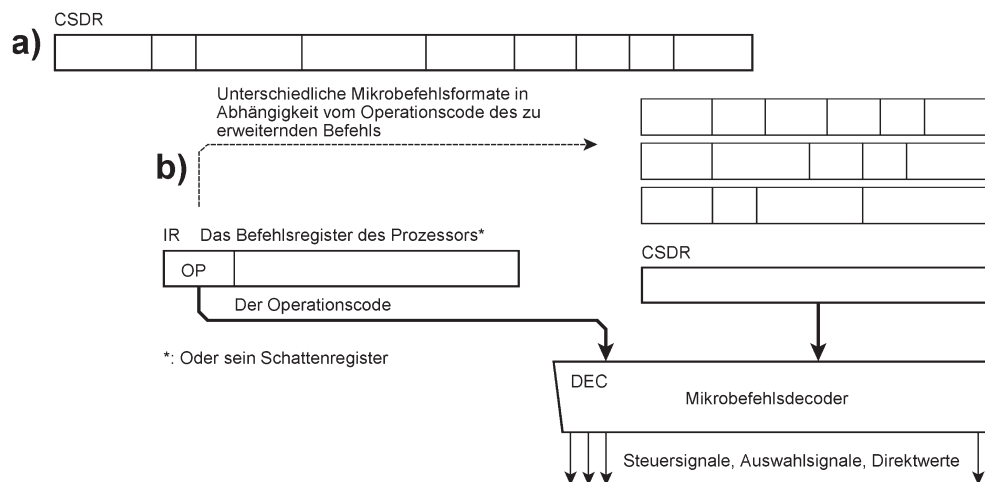 CSDR
a)
Unterschiedliche Mikrobefehlsformate in
Abhängigkeit vom Operationscode des zu
erweiternden Befehls
b)
IR Das Befehlsregister des Prozessors*
OP
CSDR
Der Operationscode
*: Oder sein Schattenregister
DEC
Mikrobefehlsdecoder
Steuersignale, Auswahlsignale, Direktwerte